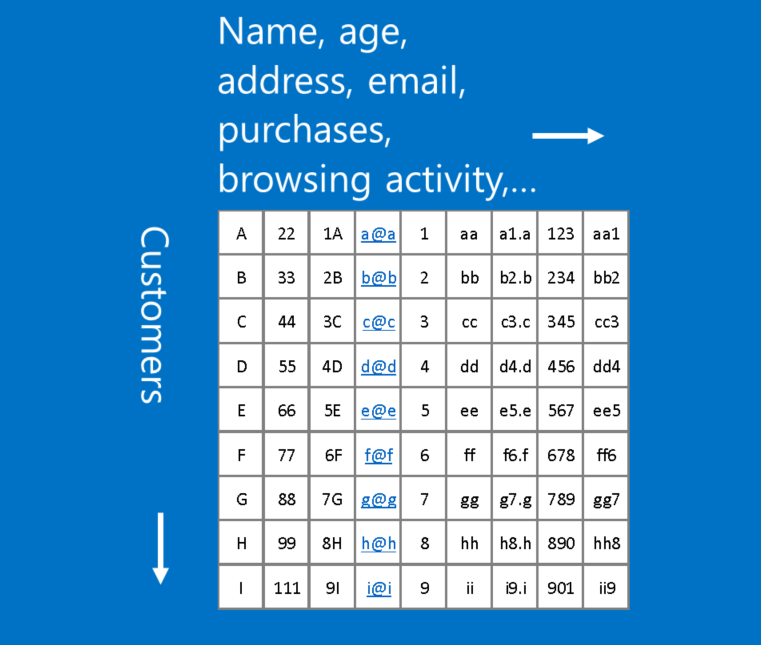 Name, age,
address, email,
purchases,
browsing activity,...
Customers
A 22 1A a@a 1 aa a1.a 123 aa1
B 33 2B b@b 2 bb b2.b 234 bb2
C 44 3C c@c 3 cc c3.c 345 cc3
D 55 4D d@d 4 dd d4.d 456 dd4
E 66 5E e@e 5 ee e5.e 567 ee5
F 77 6F f@f 6 ff f6.f 678 ff6
G 88 7G g@g 7 gg g7.g 789 gg7
H 99 8H h@h 8 hh h8.h 890 hh8
I 111 9I i@i 9 ii i9.i 901 ii9